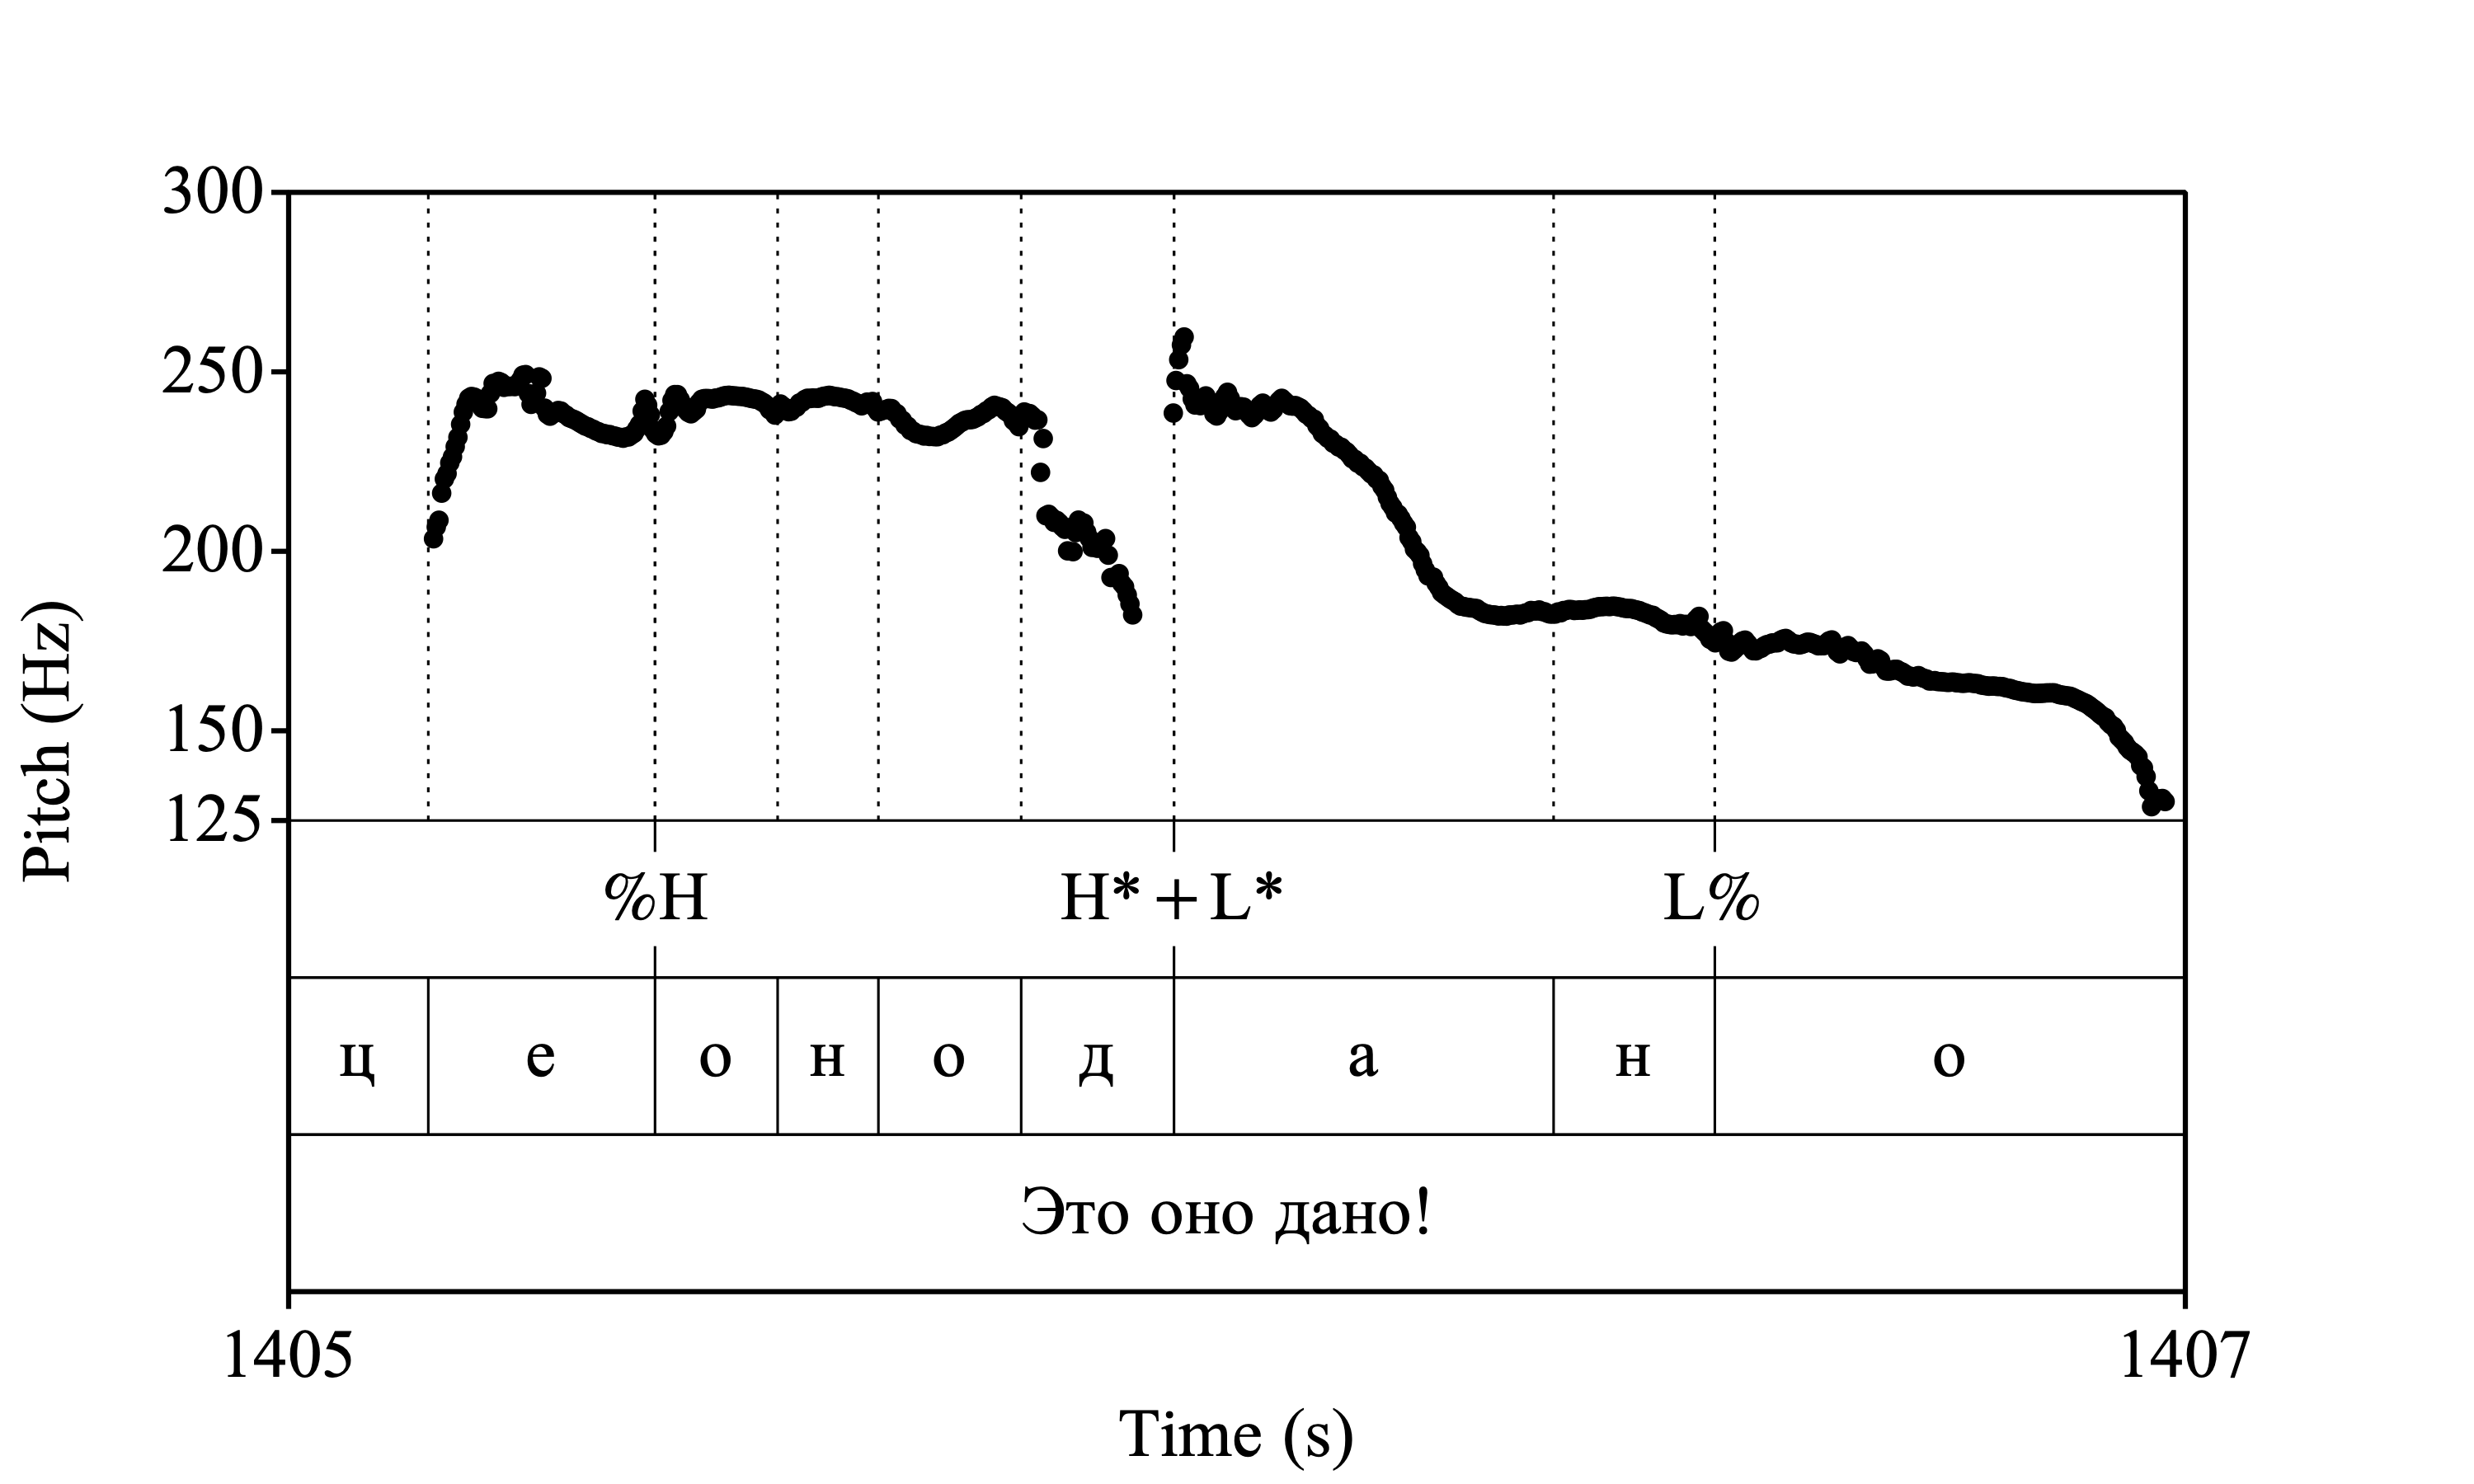 300
250
200
150
125
Pitch (Hz)
%H H*+L* L%
ц е о н о д а н о
Это оно дано!
1405 1407
Time (s)